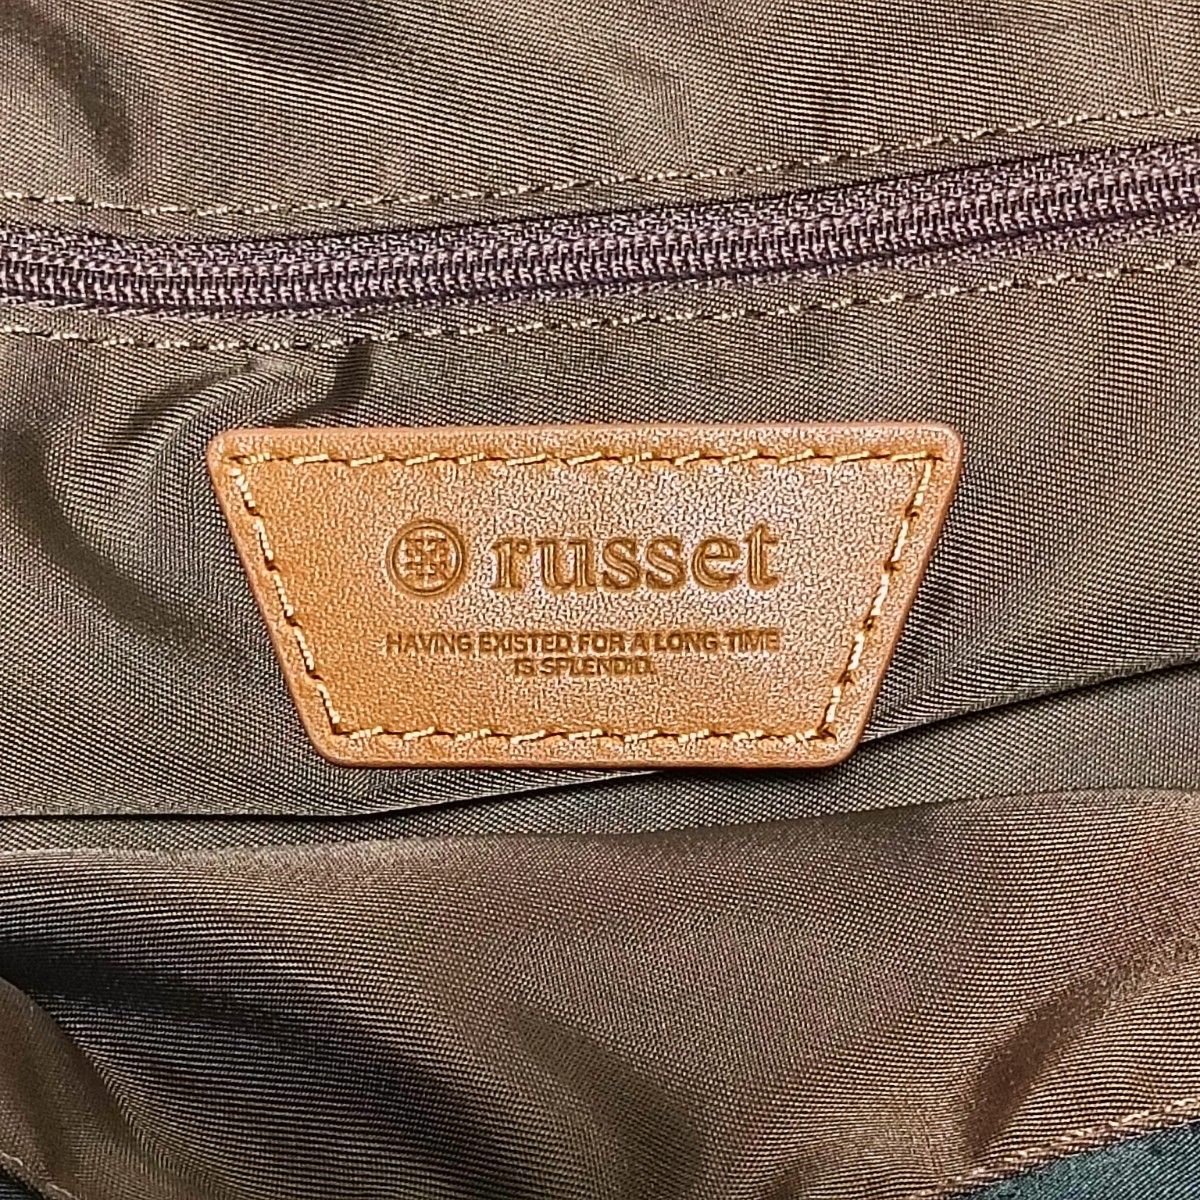 russet
HAVING EXISTED FOR A LONG TIME
IS SPLENDID.